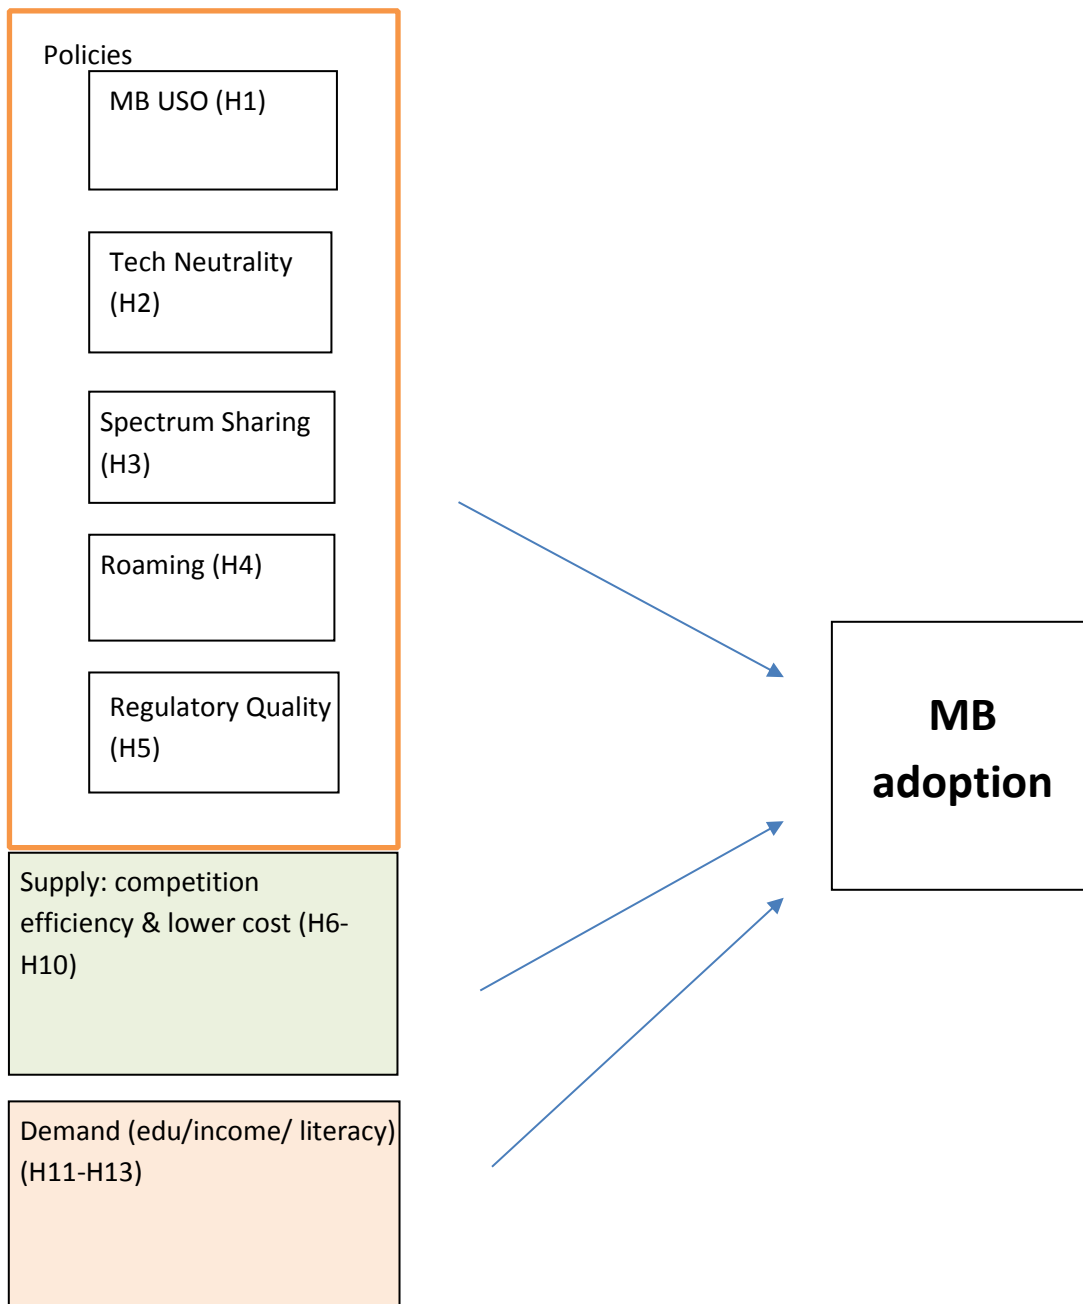 Policies
MB USO (H1)
Tech Neutrality
(H2)
Spectrum Sharing
(H3)
Roaming (H4)
Regulatory Quality
(H5)
Supply: competition
efficiency & lower cost (H6-
H10)
Demand (edu/income/ literacy)
(H11-H13)
MB
adoption